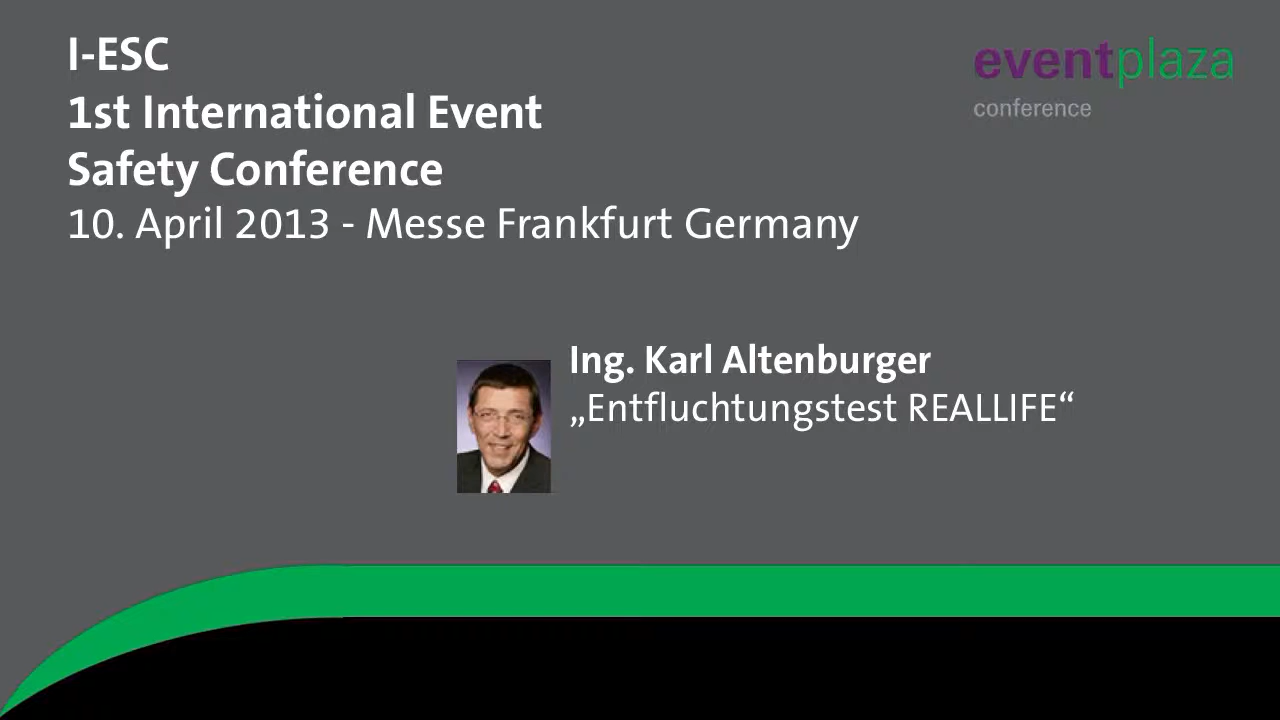 I-ESC
1st International Event
Safety Conference
10. April 2013 - Messe Frankfurt Germany
eventplaza
conference
Ing. Karl Altenburger
„Entfluchtungstest REALLIFE“